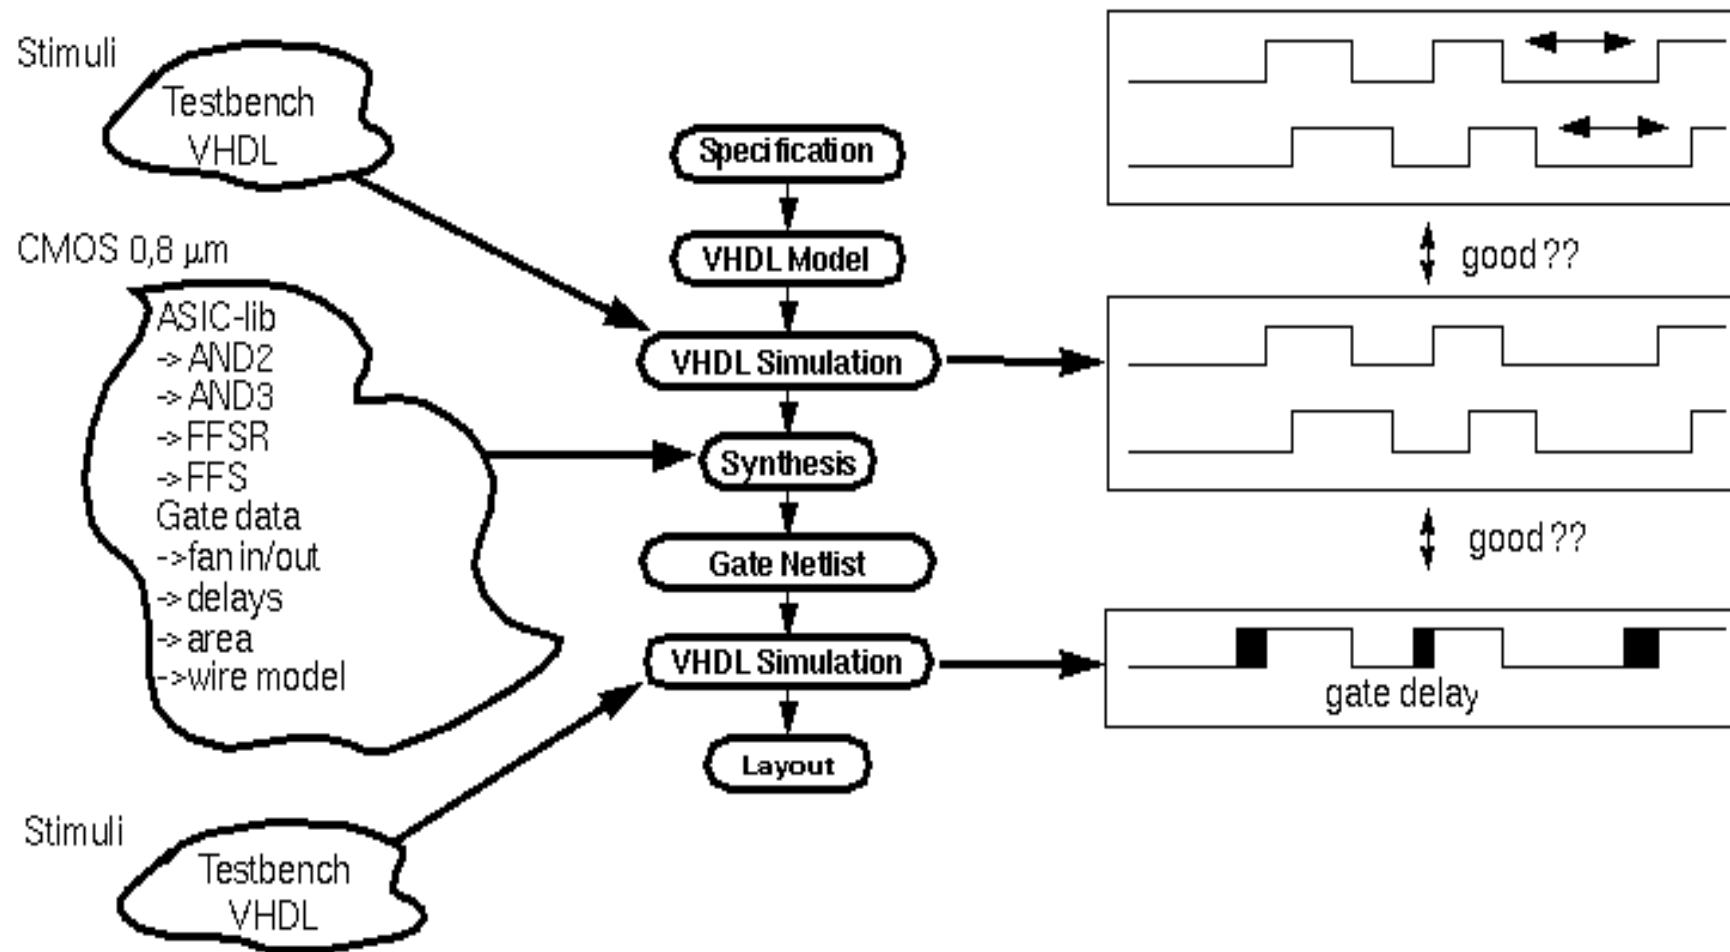 Stimuli
Testbench
VHDL
CMOS 0,8 µm
ASIC-lib
-> AND2
-> AND3
-> FFSR
-> FFS
Gate data
-> fan in/out
-> delays
-> area
-> wire model
Stimuli
Testbench
VHDL
Specification
VHDL Model
VHDL Simulation
Synthesis
Gate Netlist
VHDL Simulation
Layout
good ??
good ??
gate delay